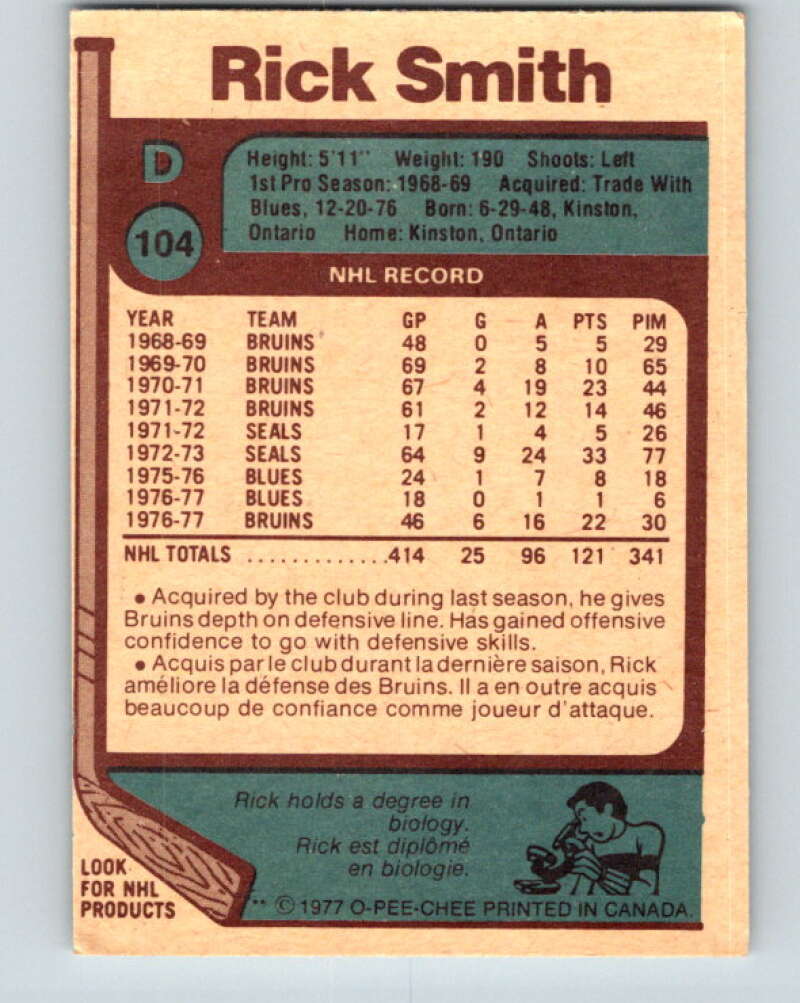 Rick Smith
D
104
Height: 5'11'' Weight: 190 Shoots: Left
1st Pro Season: 1968-69 Acquired: Trade With
Blues, 12-20-76 Born: 6-29-48, Kinston,
Ontario Home: Kinston, Ontario
NHL RECORD
YEAR TEAM GP G A PTS PIM
1968-69 BRUINS 48 0 5 5 29
1969-70 BRUINS 69 2 8 10 65
1970-71 BRUINS 67 4 19 23 44
1971-72 BRUINS 61 2 12 14 46
1971-72 SEALS 17 1 4 5 26
1972-73 SEALS 64 9 24 33 77
1975-76 BLUES 24 1 7 8 18
1976-77 BLUES 18 0 1 1 6
1976-77 BRUINS 46 6 16 22 30
NHL TOTALS .............414 25 96 121 341
• Acquired by the club during last season, he gives
Bruins depth on defensive line. Has gained offensive
confidence to go with defensive skills.
• Acquis par le club durant la dernière saison, Rick
améliore la défense des Bruins. Il a en outre acquis
beaucoup de confiance comme joueur d'attaque.
Rick holds a degree in
biology.
Rick est diplômé
en biologie.
LOOK
FOR NHL
PRODUCTS
** © 1977 O-PEE-CHEE PRINTED IN CANADA.